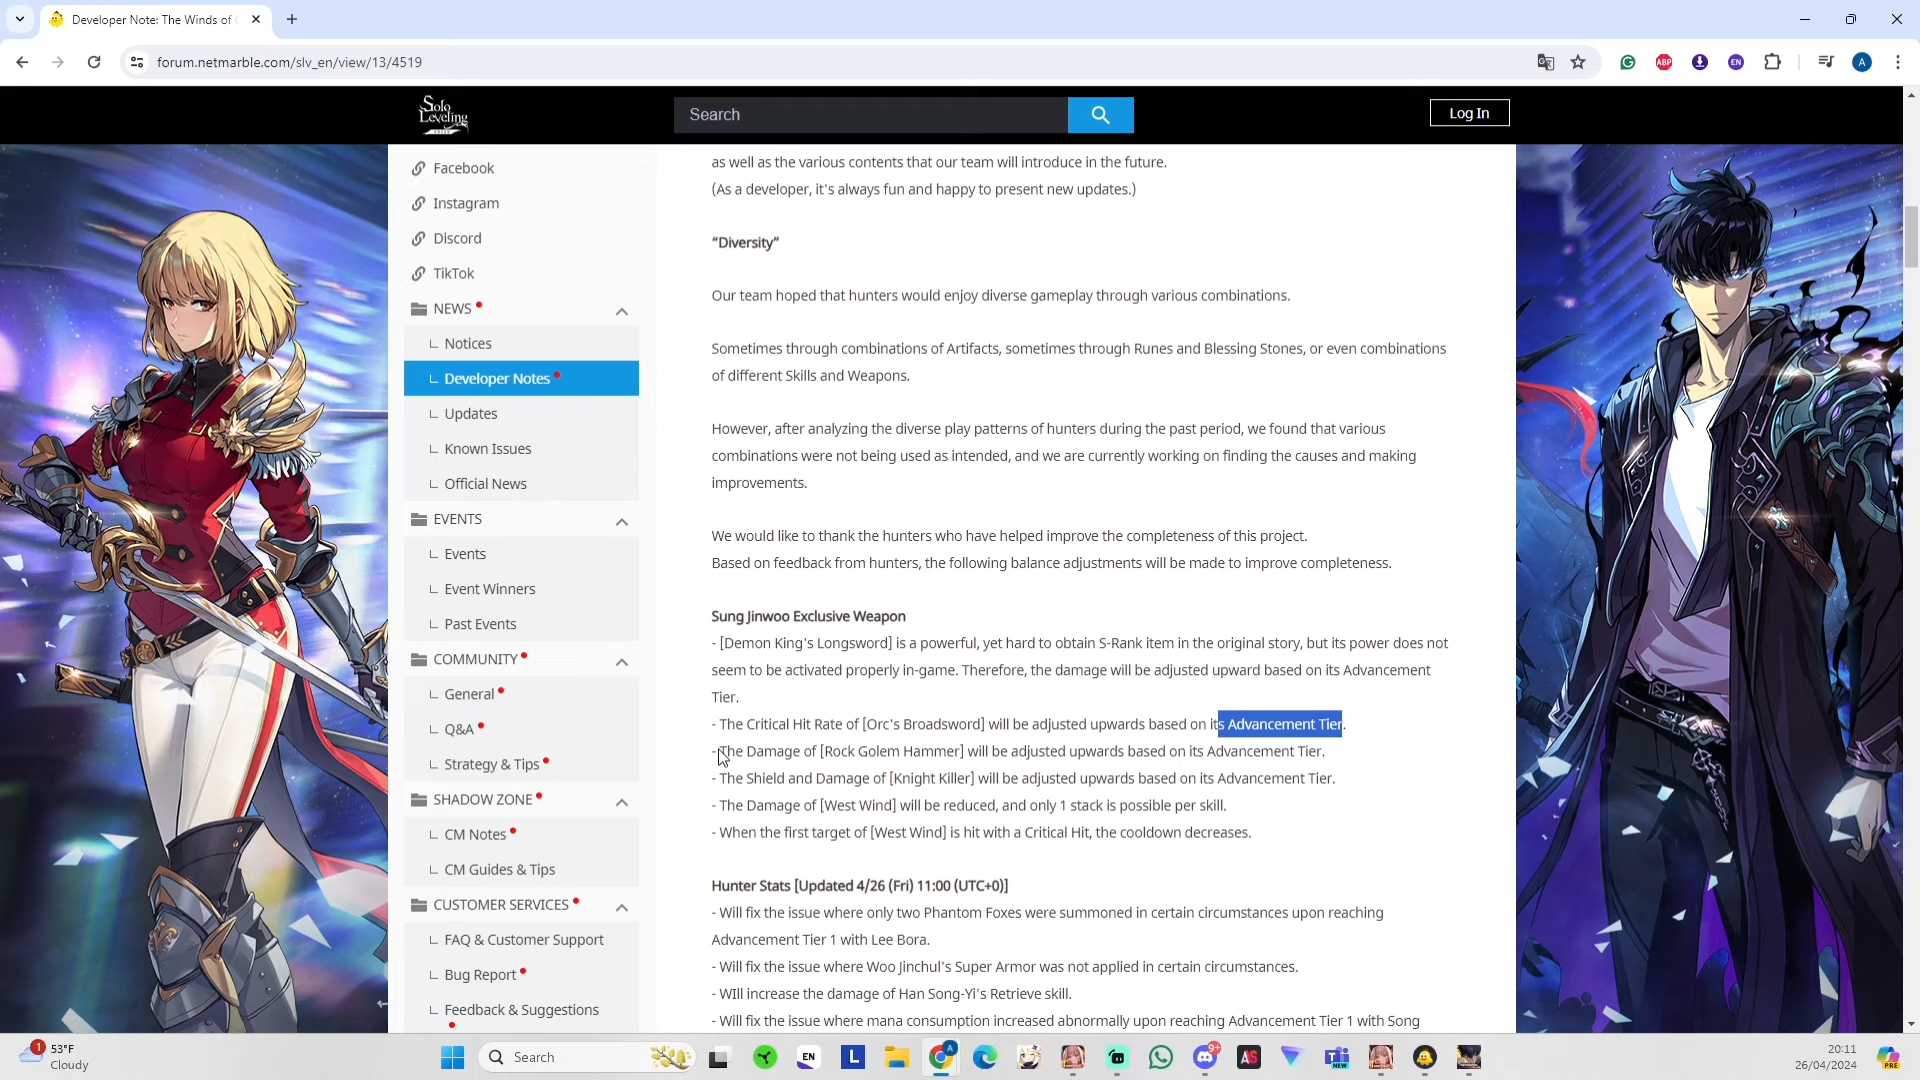 Developer Note: The Winds of
forum.netmarble.com/slv_en/view/13/4519
ABP
EN
A
Solo
Leveling
Search
Log In
Facebook
Instagram
Discord
TikTok
NEWS
Notices
Developer Notes
Updates
Known Issues
Official News
EVENTS
Events
Event Winners
Past Events
COMMUNITY
General
Q&A
Strategy & Tips
SHADOW ZONE
CM Notes
CM Guides & Tips
CUSTOMER SERVICES
FAQ & Customer Support
Bug Report
Feedback & Suggestions
as well as the various contents that our team will introduce in the future.
(As a developer, it's always fun and happy to present new updates.)
“Diversity”
Our team hoped that hunters would enjoy diverse gameplay through various combinations.
Sometimes through combinations of Artifacts, sometimes through Runes and Blessing Stones, or even combinations
of different Skills and Weapons.
However, after analyzing the diverse play patterns of hunters during the past period, we found that various
combinations were not being used as intended, and we are currently working on finding the causes and making
improvements.
We would like to thank the hunters who have helped improve the completeness of this project.
Based on feedback from hunters, the following balance adjustments will be made to improve completeness.
Sung Jinwoo Exclusive Weapon
- [Demon King's Longsword] is a powerful, yet hard to obtain S-Rank item in the original story, but its power does not
seem to be activated properly in-game. Therefore, the damage will be adjusted upward based on its Advancement
Tier.
- The Critical Hit Rate of [Orc's Broadsword] will be adjusted upwards based on its Advancement Tier.
- The Damage of [Rock Golem Hammer] will be adjusted upwards based on its Advancement Tier.
- The Shield and Damage of [Knight Killer] will be adjusted upwards based on its Advancement Tier.
- The Damage of [West Wind] will be reduced, and only 1 stack is possible per skill.
- When the first target of [West Wind] is hit with a Critical Hit, the cooldown decreases.
Hunter Stats [Updated 4/26 (Fri) 11:00 (UTC+0)]
- Will fix the issue where only two Phantom Foxes were summoned in certain circumstances upon reaching
Advancement Tier 1 with Lee Bora.
- Will fix the issue where Woo Jinchul's Super Armor was not applied in certain circumstances.
- WIll increase the damage of Han Song-Yi's Retrieve skill.
- Will fix the issue where mana consumption increased abnormally upon reaching Advancement Tier 1 with Song
1
53°F
Cloudy
Search
EN
L
A
9+
AS
NEW
20:11
26/04/2024
PRE